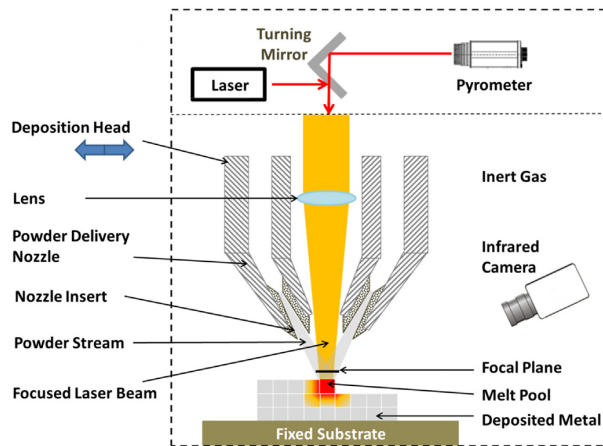 Turning
Mirror
Laser
Pyrometer
Deposition Head
Inert Gas
Lens
Powder Delivery
Nozzle
Infrared
Camera
Nozzle Insert
Powder Stream
Focal Plane
Focused Laser Beam
Melt Pool
Deposited Metal
Fixed Substrate